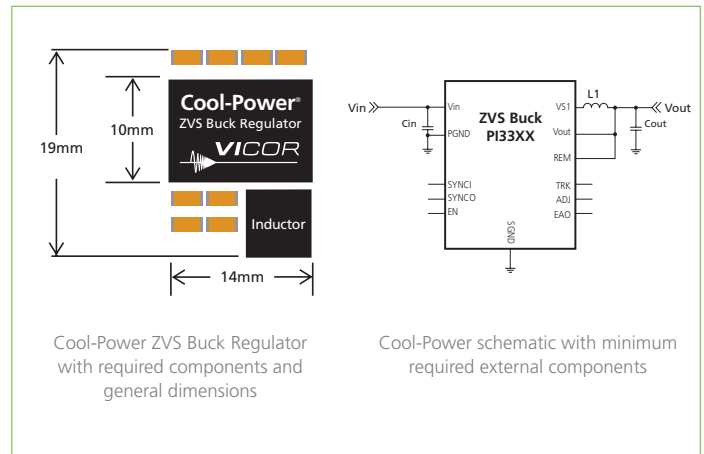 Cool-Power®
ZVS Buck Regulator
VICOR
10mm
19mm
Inductor
14mm
Cool-Power ZVS Buck Regulator
with required components and
general dimensions
L1
Vin
Vin
VS1
Vout
ZVS Buck
PI33XX
Cin
Cout
PGND
Vout
REM
SYNCI
TRK
SYNCO
ADJ
EN
EAO
SGND
Cool-Power schematic with minimum
required external components